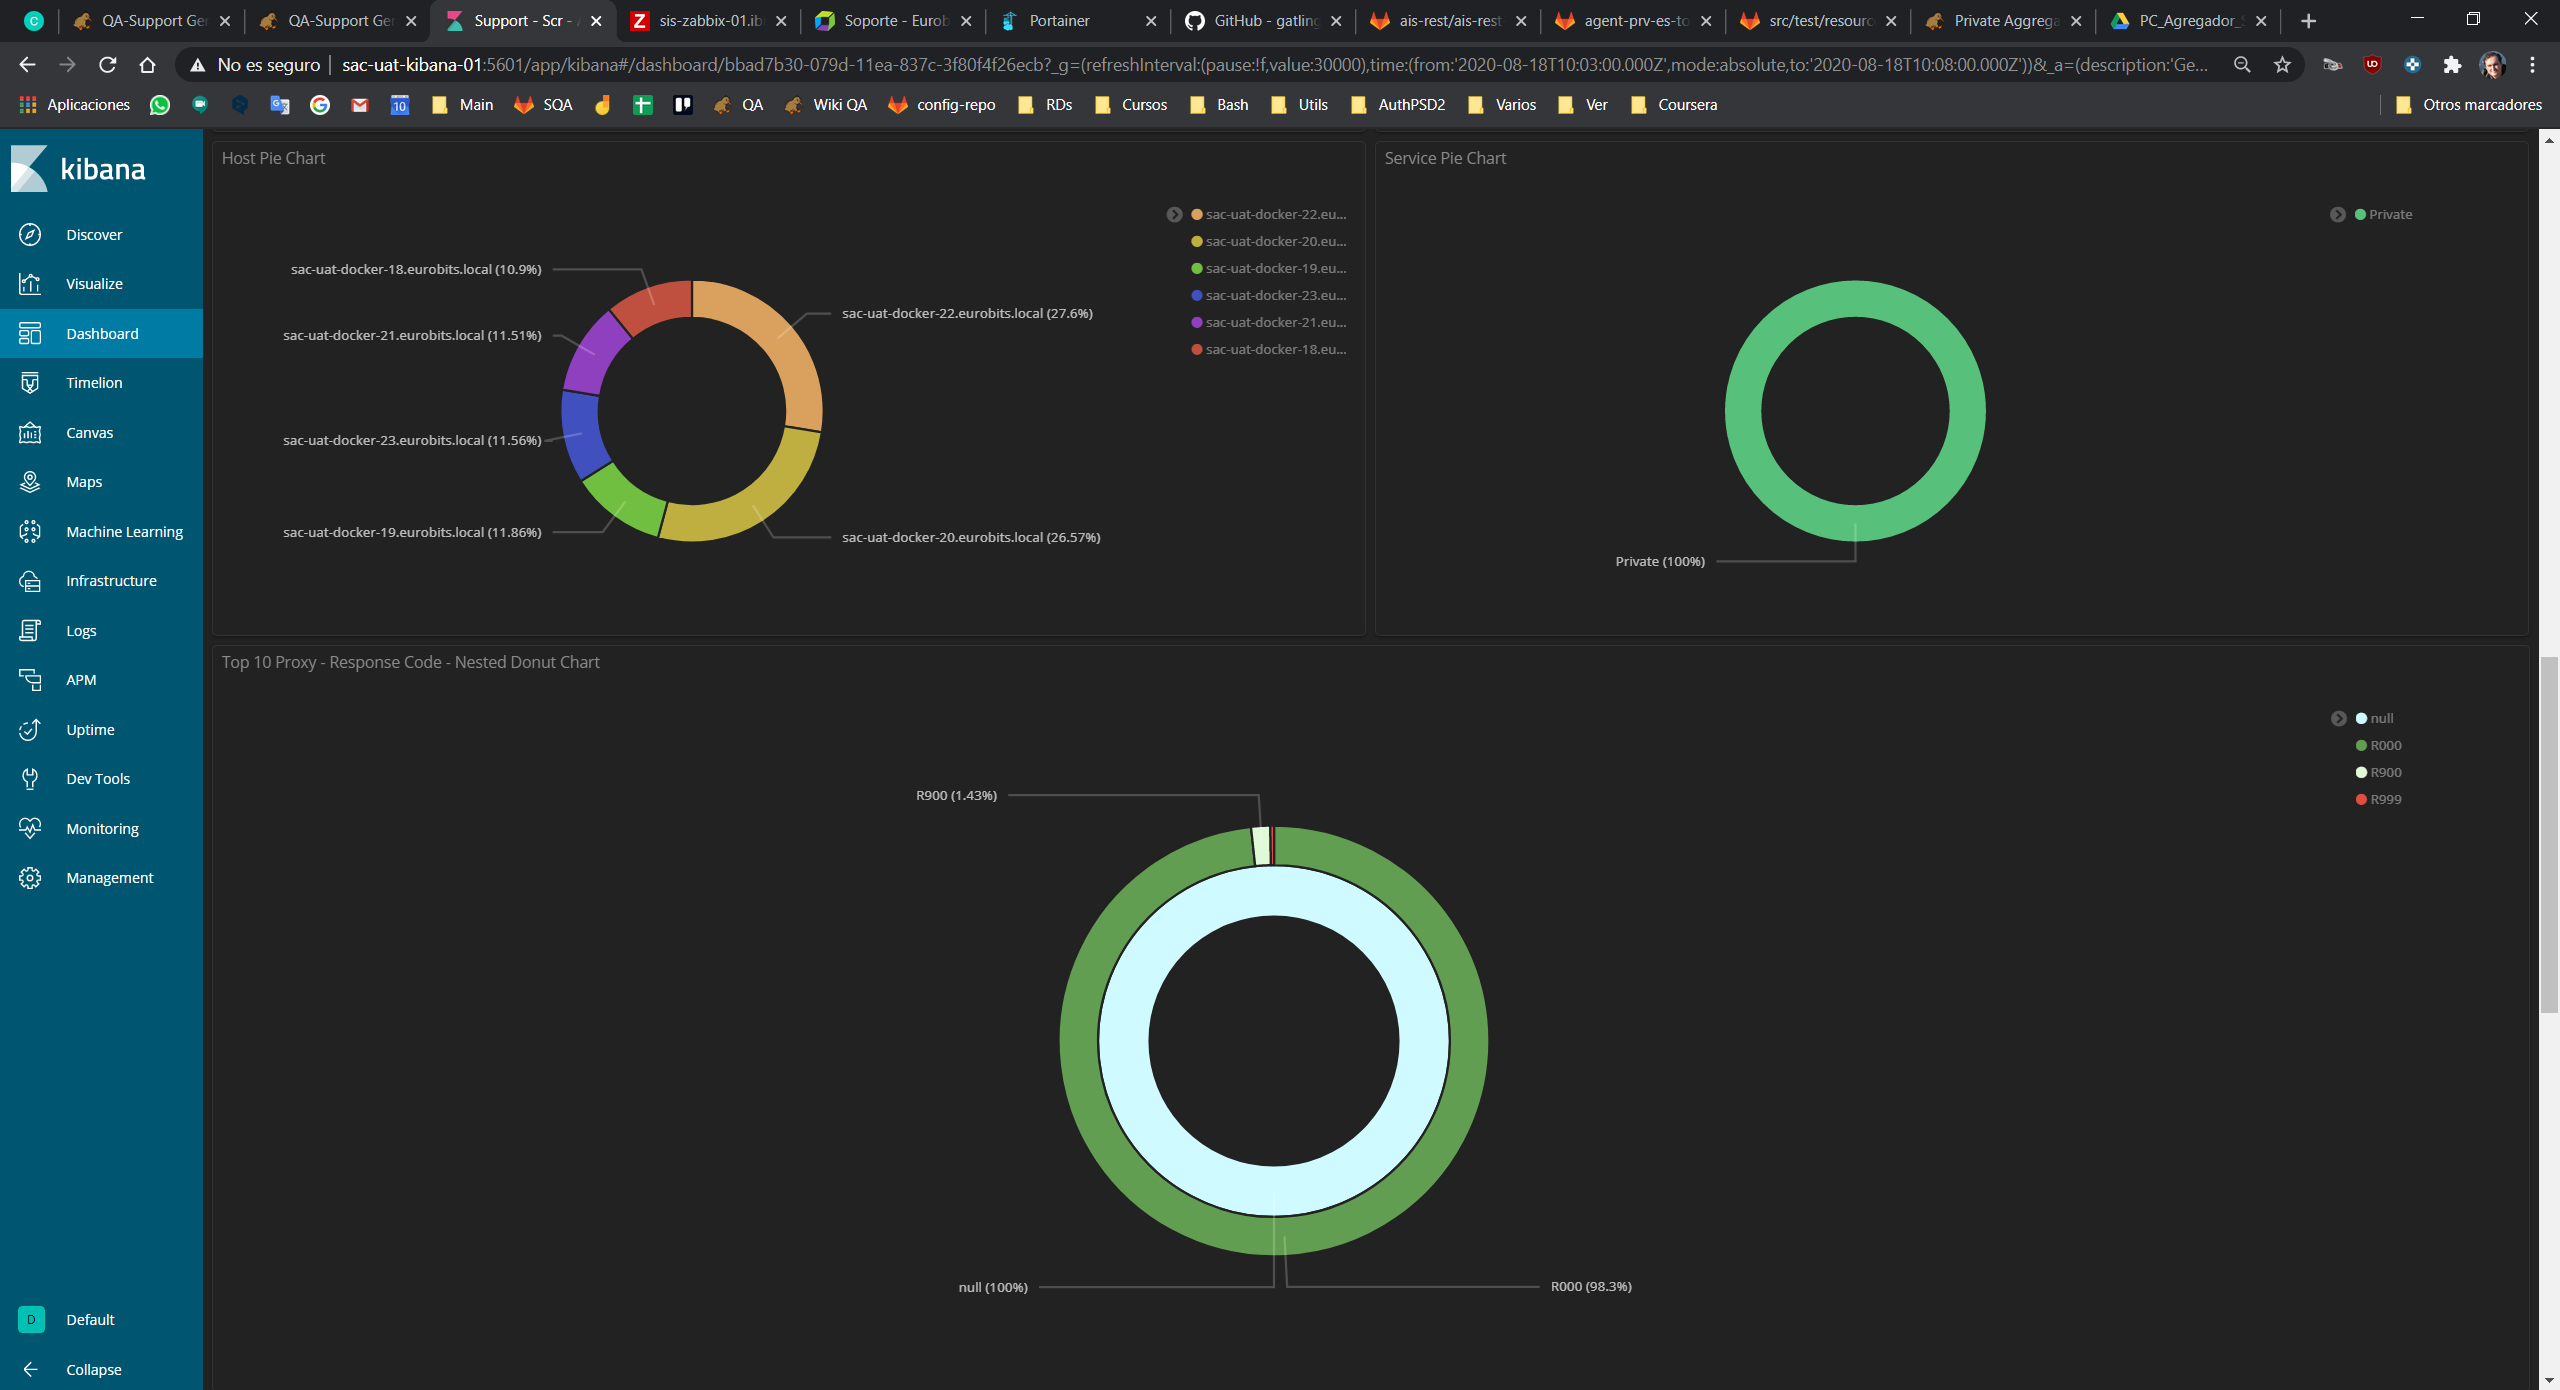 QA-Support Ger
QA-Support Ger
Support - Scr - A
sis-zabbix-01.ib
Soporte - Eurob
Portainer
GitHub - gatling
ais-rest/ais-rest
agent-prv-es-to
src/test/resourc
Private Aggrega
PC_Agregador_S
No es seguro | sac-uat-kibana-01:5601/app/kibana#/dashboard/bbad7b30-079d-11ea-837c-3f80f4f26ecb?_g=(refreshInterval:(pause:!f,value:30000),time:(from:'2020-08-18T10:03:00.000Z',mode:absolute,to:'2020-08-18T10:08:00.000Z'))&_a=(description:'Ge...
Aplicaciones
10
Main
SQA
QA
Wiki QA
config-repo
RDs
Cursos
Bash
Utils
AuthPSD2
Varios
Ver
Coursera
Otros marcadores
kibana
Discover
Visualize
Dashboard
Timelion
Canvas
Maps
Machine Learning
Infrastructure
Logs
APM
Uptime
Dev Tools
Monitoring
Management
D Default
Collapse
Host Pie Chart
sac-uat-docker-18.eurobits.local (10.9%)
sac-uat-docker-21.eurobits.local (11.51%)
sac-uat-docker-23.eurobits.local (11.56%)
sac-uat-docker-19.eurobits.local (11.86%)
sac-uat-docker-22.eurobits.local (27.6%)
sac-uat-docker-20.eurobits.local (26.57%)
sac-uat-docker-22.eu...
sac-uat-docker-20.eu...
sac-uat-docker-19.eu...
sac-uat-docker-23.eu...
sac-uat-docker-21.eu...
sac-uat-docker-18.eu...
Service Pie Chart
Private
Private (100%)
Top 10 Proxy - Response Code - Nested Donut Chart
null
R000
R900
R999
R900 (1.43%)
null (100%)
R000 (98.3%)